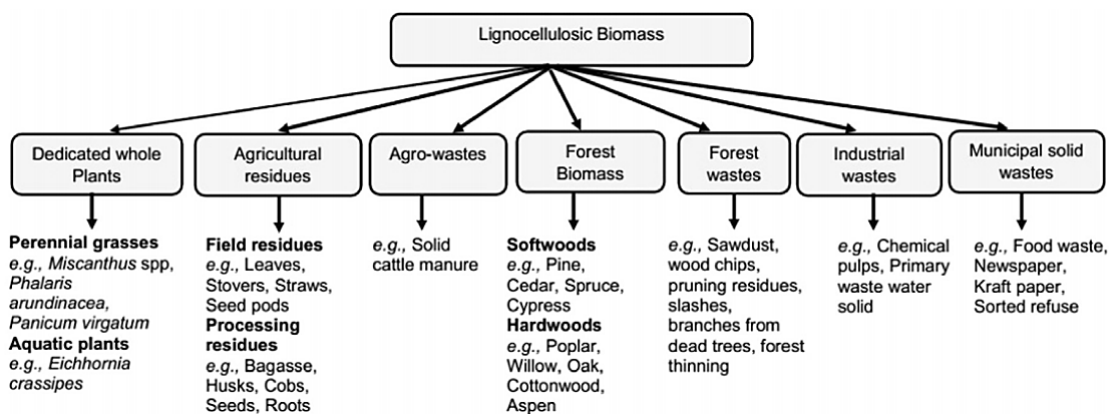 Lignocellulosic Biomass
Dedicated whole
Plants
Agricultural
residues
Agro-wastes
Forest
Biomass
Forest
wastes
Industrial
wastes
Municipal solid
wastes
Perennial grasses
e.g., Miscanthus spp,
Phalaris
arundinacea,
Panicum virgatum
Aquatic plants
e.g., Eichhornia
crassipes
Field residues
e.g., Leaves,
Stovers, Straws,
Seed pods
Processing
residues
e.g., Bagasse,
Husks, Cobs,
Seeds, Roots
e.g., Solid
cattle manure
Softwoods
e.g., Pine,
Cedar, Spruce,
Cypress
Hardwoods
e.g., Poplar,
Willow, Oak,
Cottonwood,
Aspen
e.g., Sawdust,
wood chips,
pruning residues,
slashes,
branches from
dead trees, forest
thinning
e.g., Chemical
pulps, Primary
waste water
solid
e.g., Food waste,
Newspaper,
Kraft paper,
Sorted refuse